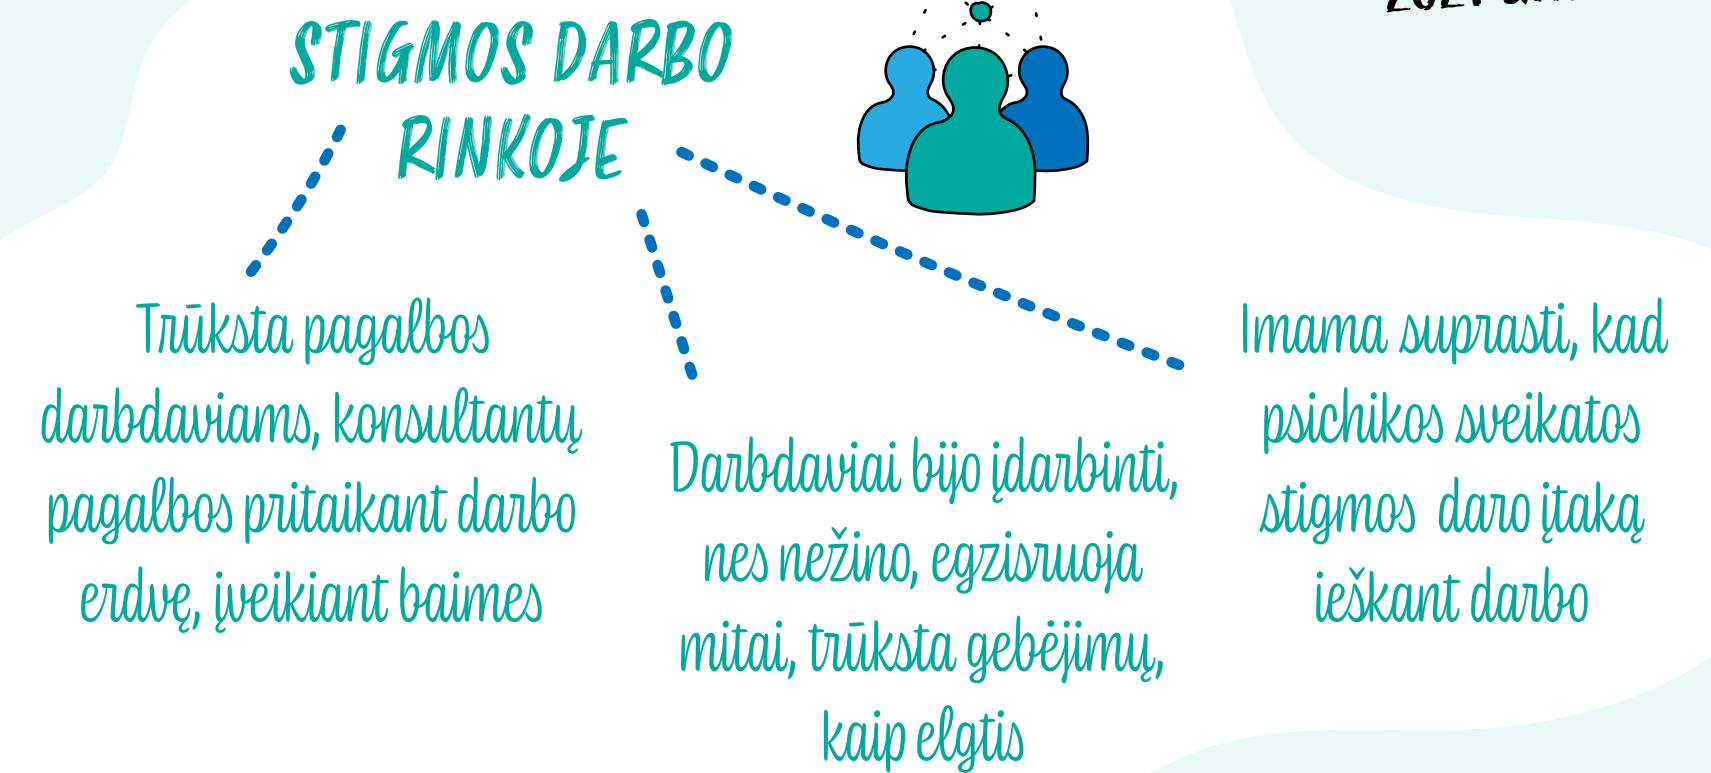 STIGMOS DARBO
RINKOJE
Trūksta pagalbos
darbdaviams, konsultantų
pagalbos pritaikant darbo
erdvę, įveikiant baimes
Darbdaviai bijo įdarbinti,
nes nežino, egzisruoja
mitai, trūksta gebėjimų,
kaip elgtis
Imama suprasti, kad
psichikos sveikatos
stigmos daro įtaką
ieškant darbo